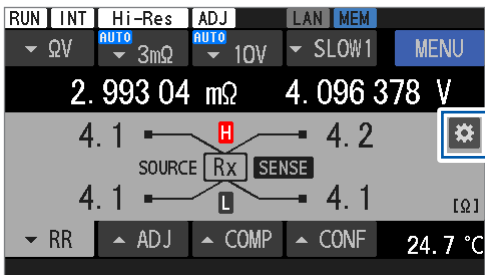 RUN INT Hi-Res ADJ LAN MEM
ΩV AUTO 3mΩ AUTO 10V SLOW1 MENU
2.993 04 mΩ 4.096 378 V
4.1 H 4.2
SOURCE Rx SENSE
4.1 L 4.1 [Ω]
RR ADJ COMP CONF 24.7 °C